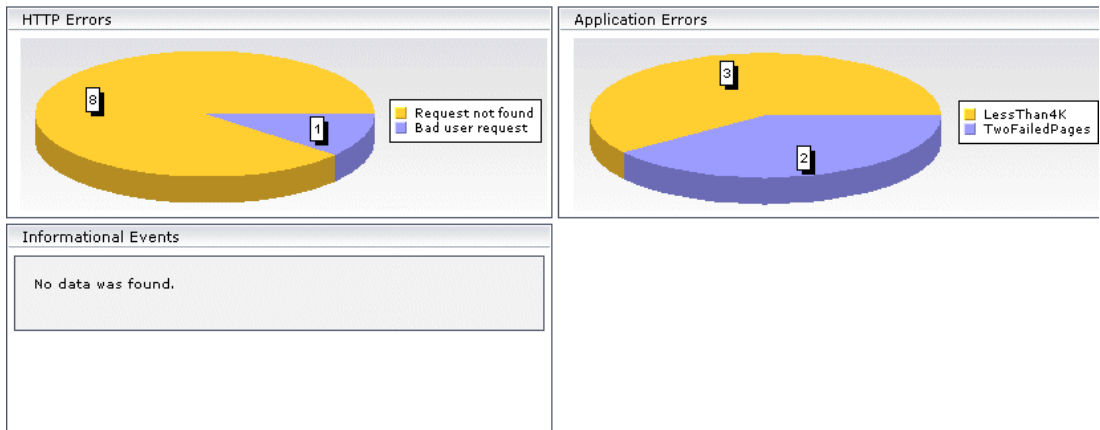 HTTP Errors
8
1
Request not found
Bad user request
Application Errors
3
2
LessThan4K
TwoFailedPages
Informational Events
No data was found.